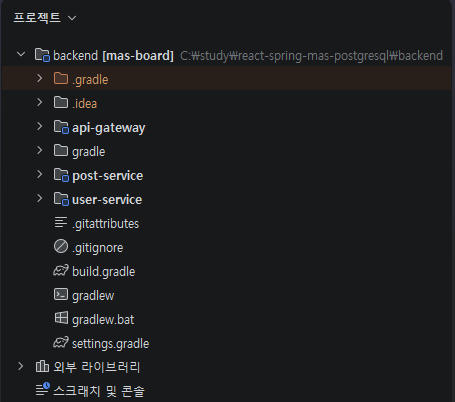 프로젝트
backend [mas-board] C:₩study₩react-spring-mas-postgresql₩backend
.gradle
.idea
api-gateway
gradle
post-service
user-service
.gitattributes
.gitignore
build.gradle
gradlew
gradlew.bat
settings.gradle
외부 라이브러리
스크래치 및 콘솔